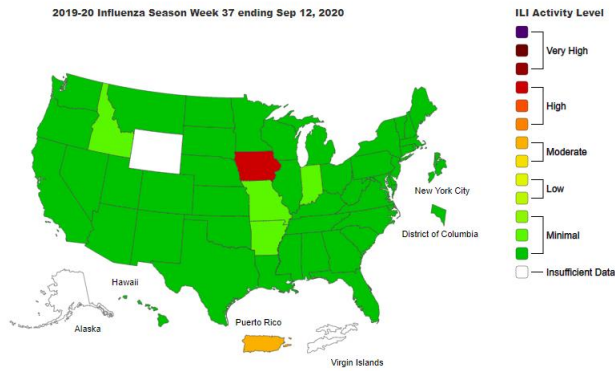 2019-20 Influenza Season Week 37 ending Sep 12, 2020
ILI Activity Level
Very High
High
Moderate
Low
Minimal
Insufficient Data
New York City
District of Columbia
Hawaii
Alaska
Puerto Rico
Virgin Islands